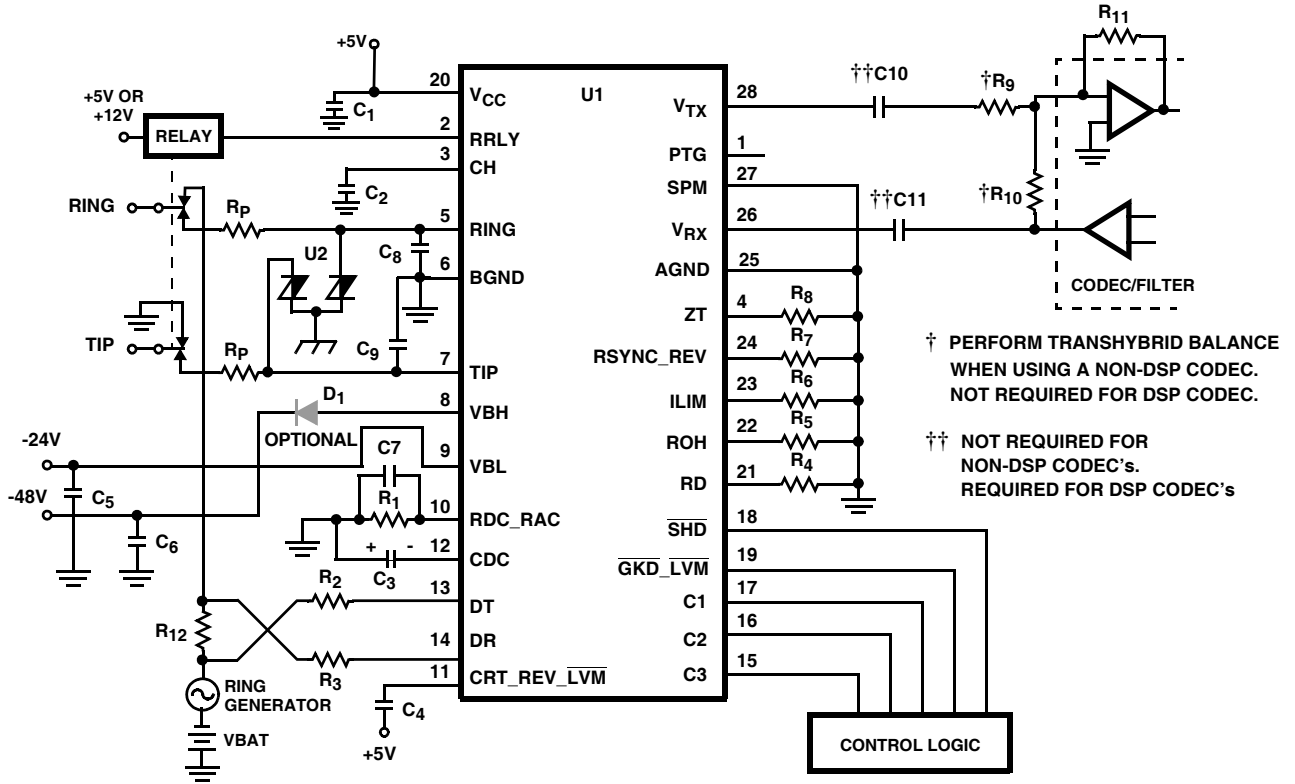 +5V
+5V OR
+12V
RELAY
20
VCC
U1
C1
2
RRLY
3
CH
C2
RING
RP
5
RING
U2
C8
6
BGND
C9
TIP
RP
7
TIP
D1
8
VBH
OPTIONAL
-24V
9
VBL
C7
-48V
C5
R1
10
RDC_RAC
C6
+ -
12
CDC
C3
R2
13
DT
R12
14
DR
R3
11
CRT_REV_LVM
RING
GENERATOR
C4
VBAT
+5V
VTX
28
††C10
†R9
R11
PTG
1
SPM
27
††C11
†R10
VRX
26
AGND
25
CODEC/FILTER
ZT
4
R8
RSYNC_REV
24
R7
ILIM
23
R6
ROH
22
R5
RD
21
R4
SHD
18
GKD_LVM
19
C1
17
C2
16
C3
15
CONTROL LOGIC
† PERFORM TRANSHYBRID BALANCE
WHEN USING A NON-DSP CODEC.
NOT REQUIRED FOR DSP CODEC.
†† NOT REQUIRED FOR
NON-DSP CODEC's.
REQUIRED FOR DSP CODEC's